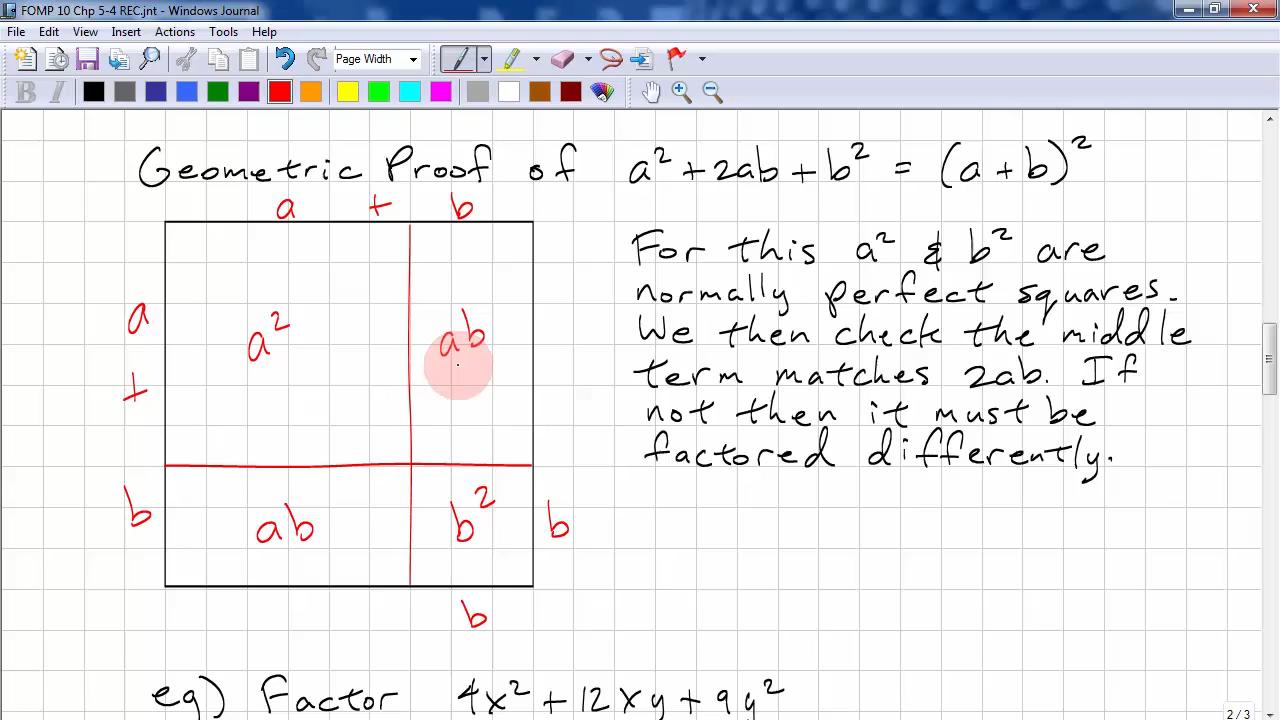 FOMP 10 Chp 5-4 REC.jnt - Windows Journal
File Edit View Insert Actions Tools Help
Page Width
B I
Geometric Proof of a² + 2ab + b² = (a + b)²
a + b
a
+
b
a²
ab
ab
b²
b
b
For this a² & b² are
normally perfect squares.
We then check the middle
term matches 2ab. If
not then it must be
factored differently.
eg) Factor 4x² + 12xy + 9y²
2/3